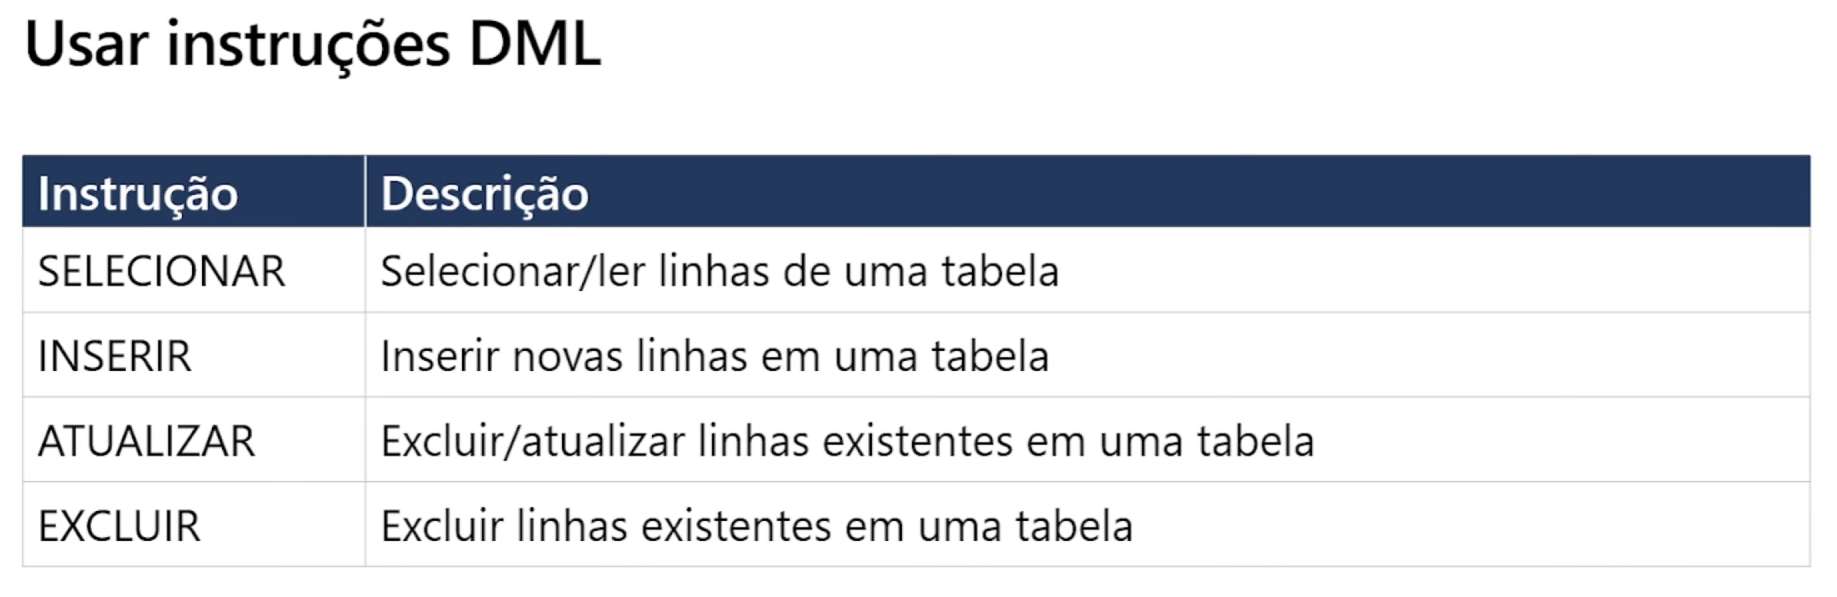 Usar instruções DML
Instrução Descrição
SELECIONAR Selecionar/ler linhas de uma tabela
INSERIR Inserir novas linhas em uma tabela
ATUALIZAR Excluir/atualizar linhas existentes em uma tabela
EXCLUIR Excluir linhas existentes em uma tabela